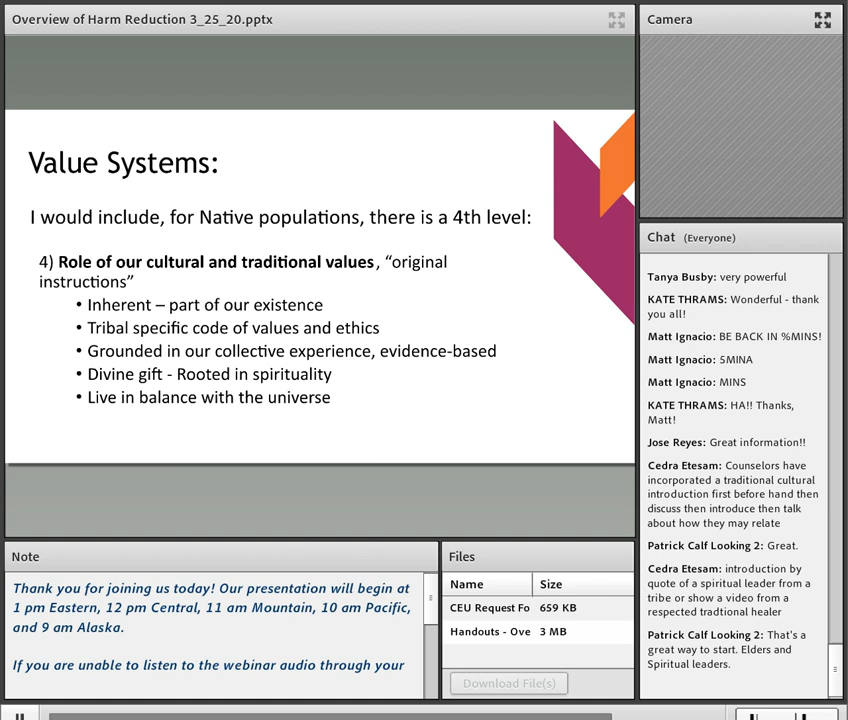 Overview of Harm Reduction 3_25_20.pptx
Value Systems:
I would include, for Native populations, there is a 4th level:
4) Role of our cultural and traditional values, “original
instructions”
• Inherent – part of our existence
• Tribal specific code of values and ethics
• Grounded in our collective experience, evidence-based
• Divine gift - Rooted in spirituality
• Live in balance with the universe
Camera
Chat (Everyone)
Tanya Busby: very powerful
KATE THRAMS: Wonderful - thank
you all!
Matt Ignacio: BE BACK IN %MINS!
Matt Ignacio: 5MINA
Matt Ignacio: MINS
KATE THRAMS: HA!! Thanks,
Matt!
Jose Reyes: Great information!!
Cedra Etesam: Counselors have
incorporated a traditional cultural
introduction first before hand then
discuss then introduce then talk
about how they may relate
Patrick Calf Looking 2: Great.
Cedra Etesam: introduction by
quote of a spiritual leader from a
tribe or show a video from a
respected tradtional healer
Patrick Calf Looking 2: That's a
great way to start. Elders and
Spiritual leaders.
Note
Thank you for joining us today! Our presentation will begin at
1 pm Eastern, 12 pm Central, 11 am Mountain, 10 am Pacific,
and 9 am Alaska.
If you are unable to listen to the webinar audio through your
Files
Name Size
CEU Request Fo 659 KB
Handouts - Ove 3 MB
Download File(s)